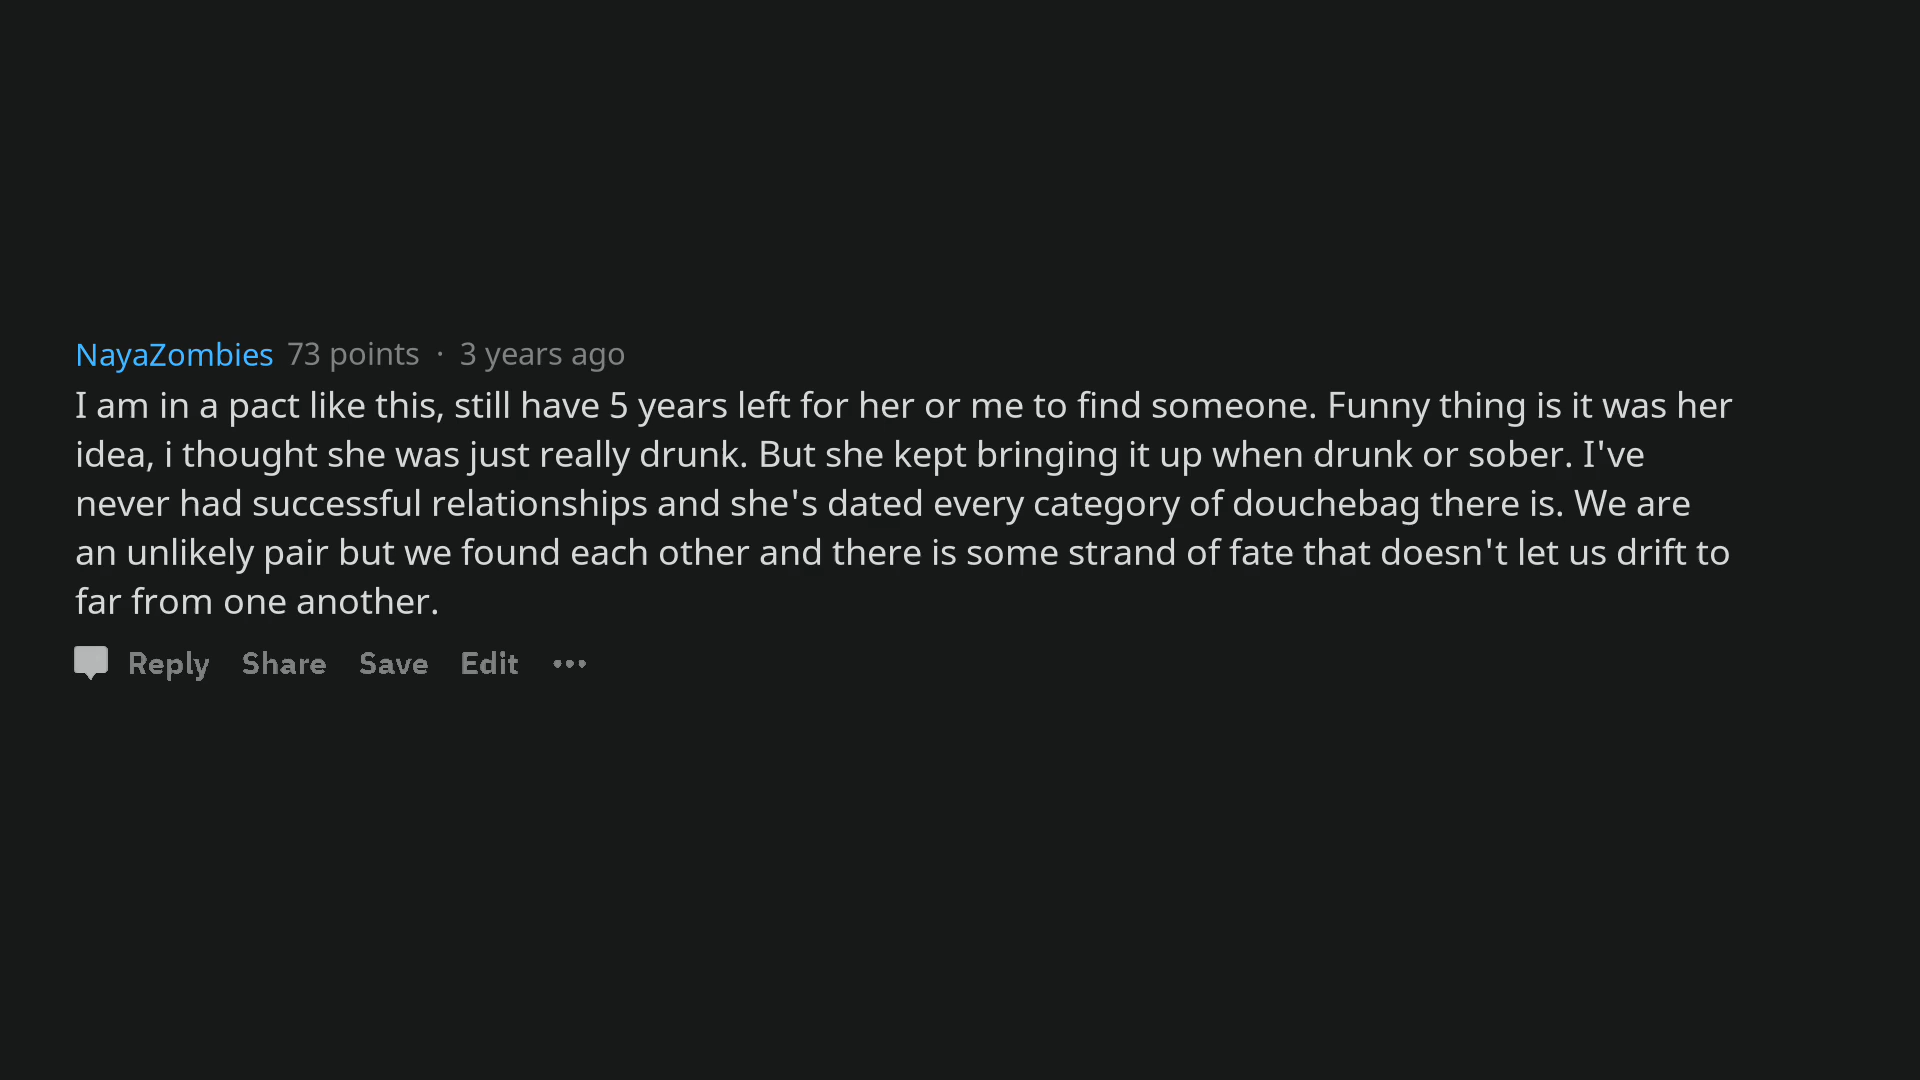 NayaZombies 73 points · 3 years ago
I am in a pact like this, still have 5 years left for her or me to find someone. Funny thing is it was her
idea, i thought she was just really drunk. But she kept bringing it up when drunk or sober. I've
never had successful relationships and she's dated every category of douchebag there is. We are
an unlikely pair but we found each other and there is some strand of fate that doesn't let us drift to
far from one another.
Reply Share Save Edit •••